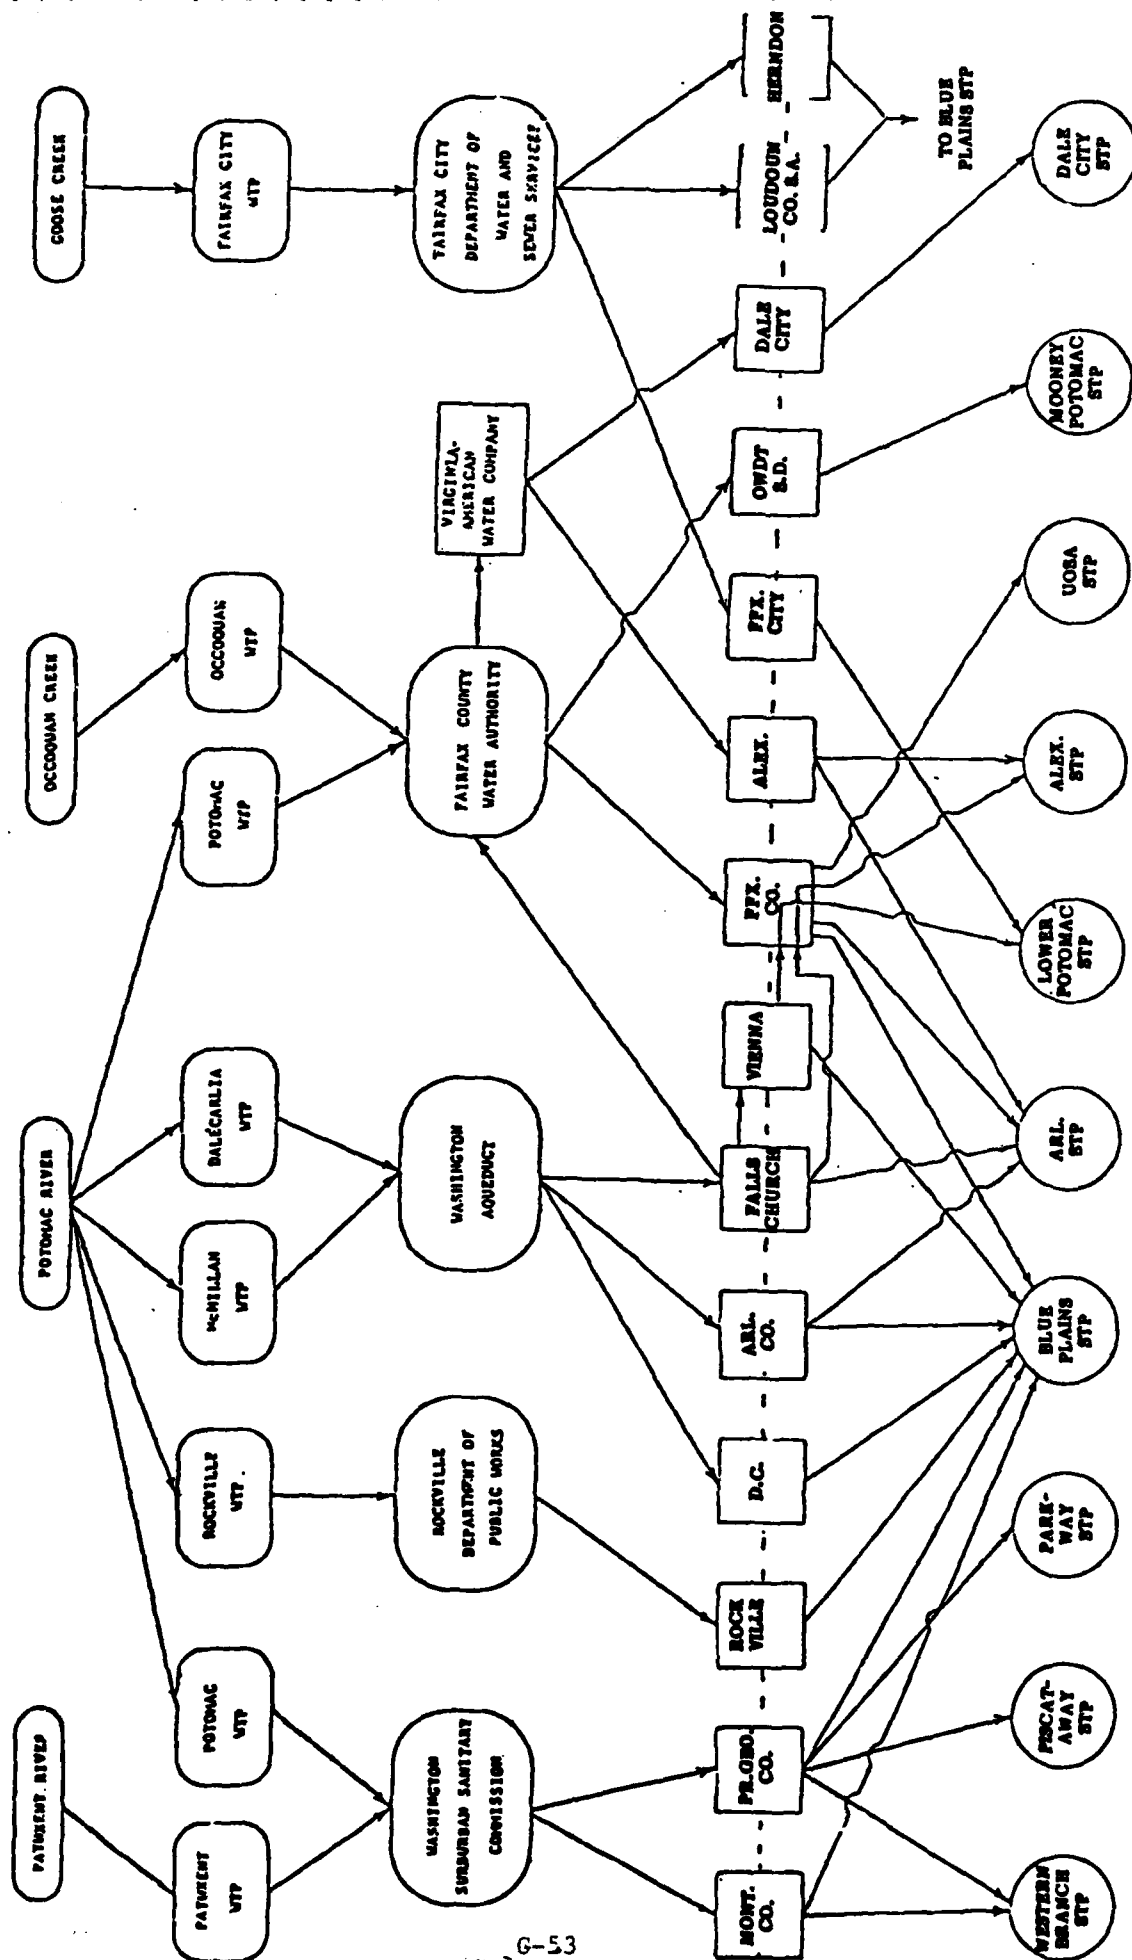 PATUXENT RIVER
POTOMAC RIVER
OCCOQUAN CREEK
GOOSE CREEK
PATUXENT
WTP
POTOMAC
WTP
ROCKVILLE
WTP.
McMILLAN
WTP
DALECARLIA
WTP
POTOMAC
WTP
OCCOQUAN
WTP
FAIRFAX CITY
WTP
WASHINGTON
SUBURBAN SANITARY
COMMISSION
ROCKVILLE
DEPARTMENT OF
PUBLIC WORKS
WASHINGTON
AQUEDUCT
FAIRFAX COUNTY
WATER AUTHORITY
VIRGINIA-
AMERICAN
WATER COMPANY
FAIRFAX CITY
DEPARTMENT OF
WATER AND
SEWER SERVICES
MONT.
CO.
PR.GEO.
CO.
ROCK
VILLE
D.C.
ARL.
CO.
FALLS
CHURCH
VIENNA
FFX.
CO.
ALEX.
FFX.
CITY
OWDT
S.D.
DALE
CITY
LOUDOUN
CO. S.A.
HERNDON
TO BLUE
PLAINS STP
WESTERN
BRANCH
STP
PISCAT-
AWAY
STP
PARK-
WAY
STP
BLUE
PLAINS
STP
ARL.
STP
LOWER
POTOMAC
STP
ALEX.
STP
UOSA
STP
MOONEY
POTOMAC
STP
DALE
CITY
STP
G-53